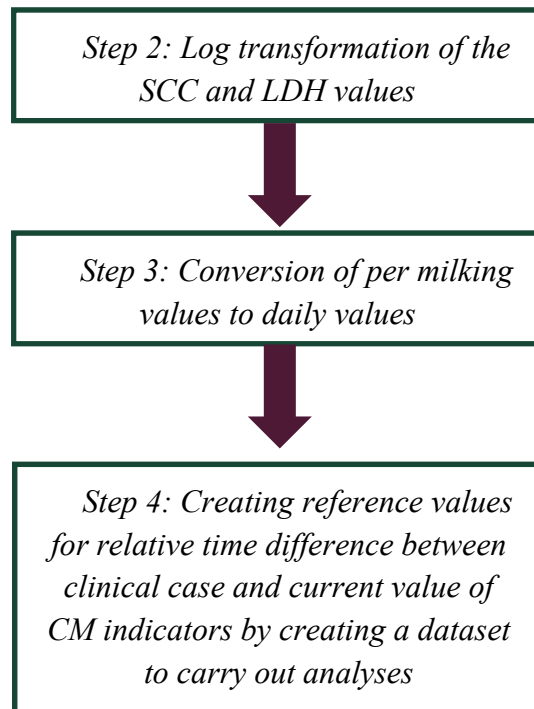 Step 2: Log transformation of the
SCC and LDH values
Step 3: Conversion of per milking
values to daily values
Step 4: Creating reference values
for relative time difference between
clinical case and current value of
CM indicators by creating a dataset
to carry out analyses